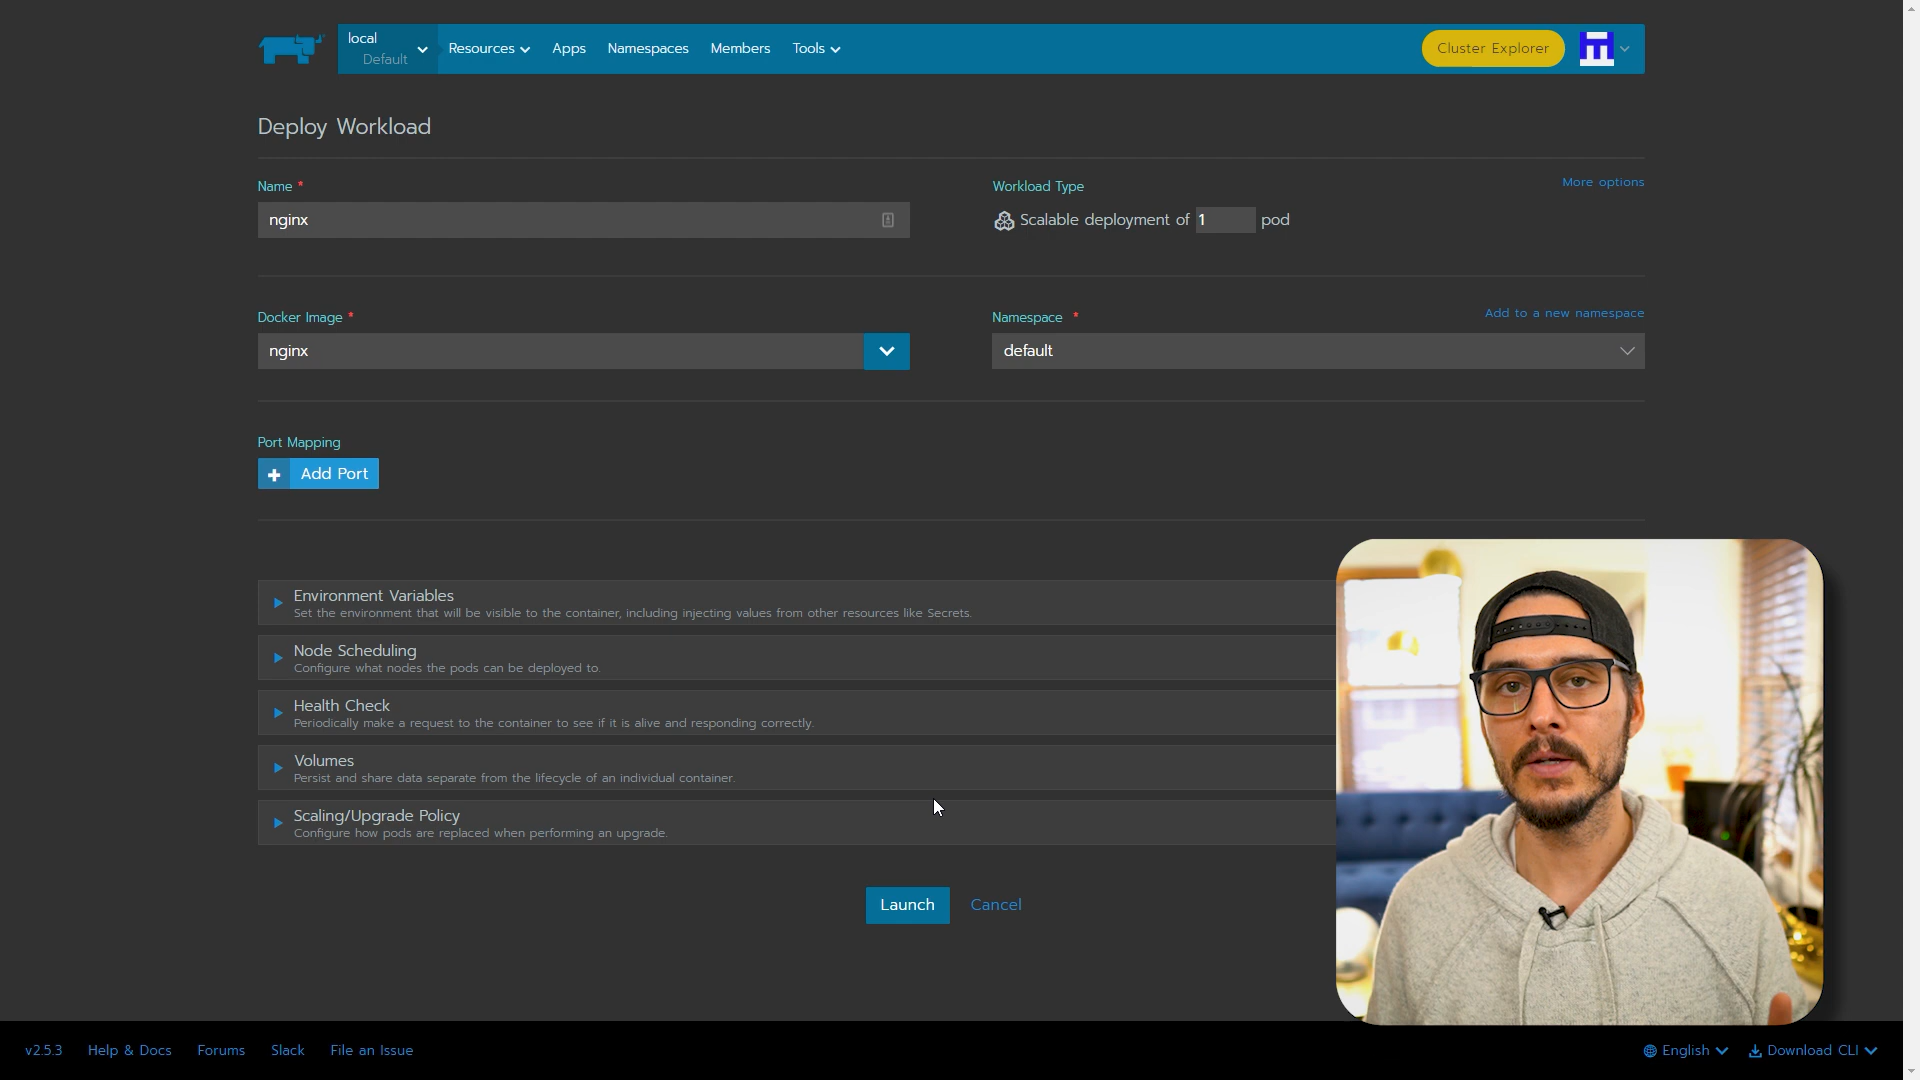 local
Default
Resources
Apps
Namespaces
Members
Tools
Cluster Explorer
Deploy Workload
Name *
Workload Type
More options
nginx
Scalable deployment of 1 pod
Docker Image *
Namespace *
Add to a new namespace
nginx
default
Port Mapping
+ Add Port
Environment Variables
Set the environment that will be visible to the container, including injecting values from other resources like Secrets.
Node Scheduling
Configure what nodes the pods can be deployed to.
Health Check
Periodically make a request to the container to see if it is alive and responding correctly.
Volumes
Persist and share data separate from the lifecycle of an individual container.
Scaling/Upgrade Policy
Configure how pods are replaced when performing an upgrade.
Launch
Cancel
v2.5.3
Help & Docs
Forums
Slack
File an Issue
English
Download CLI